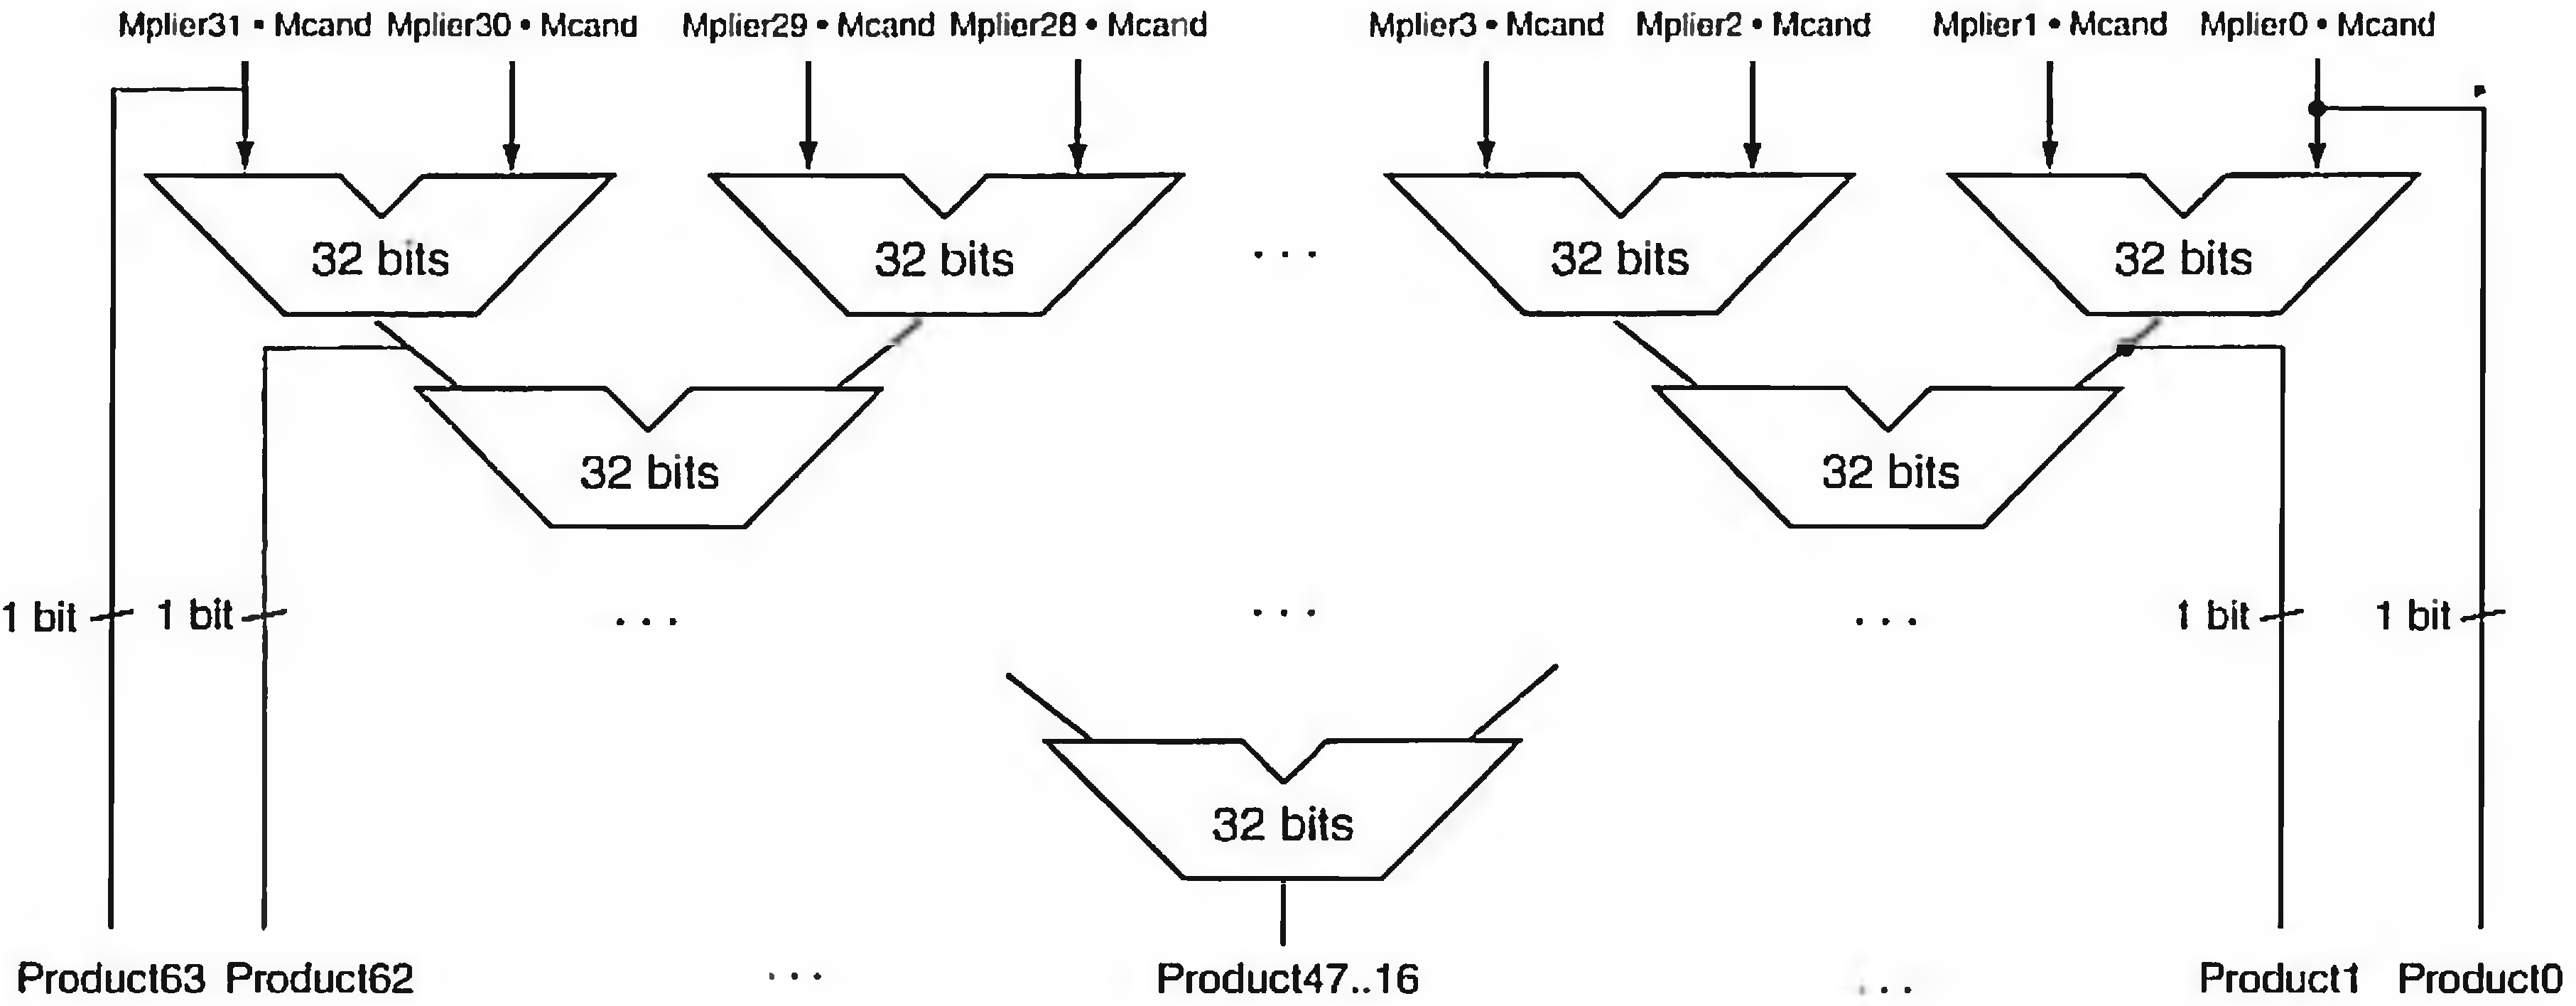 Mplier31 • Mcand Mplier30 • Mcand Mplier29 • Mcand Mplier28 • Mcand Mplier3 • Mcand Mplier2 • Mcand Mplier1 • Mcand Mplier0 • Mcand
32 bits 32 bits . . . 32 bits 32 bits
32 bits 32 bits
1 bit 1 bit . . . . . . . . . 1 bit 1 bit
32 bits
Product63 Product62 . . . Product47..16 . . . Product1 Product0